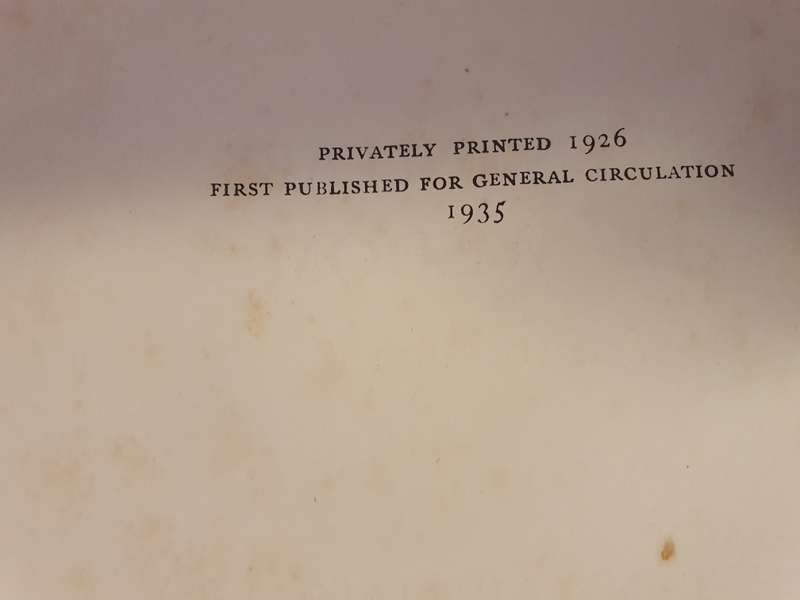 PRIVATELY PRINTED 1926
FIRST PUBLISHED FOR GENERAL CIRCULATION
1935